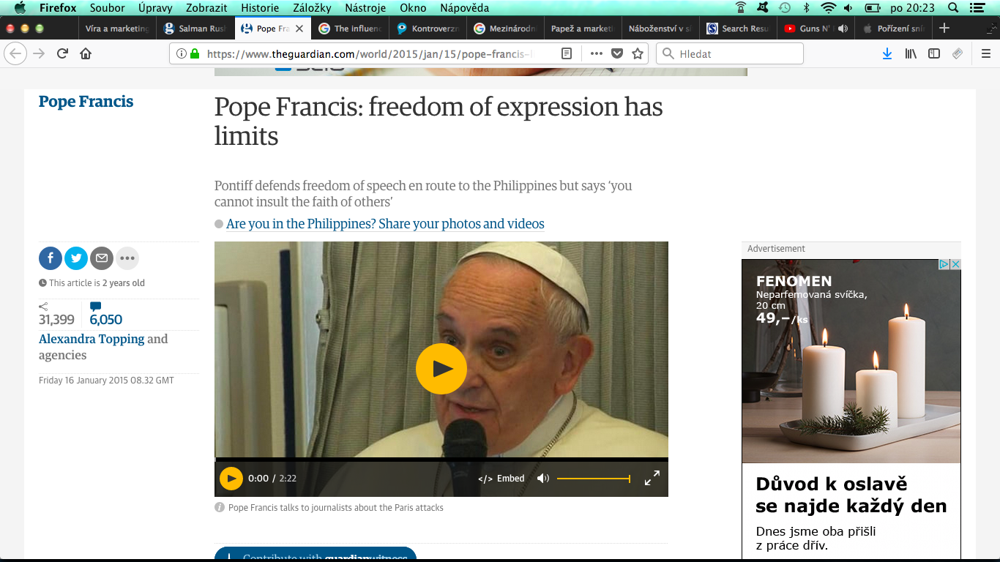 Firefox Soubor Úpravy Zobrazit Historie Záložky Nástroje Okno Nápověda po 20:23
Víra a marketing Salman Rush Pope Fra The influenc Kontroverzn Mezinárodn Papež a market Náboženství v s Search Resu Guns N' Pořízení sní
https://www.theguardian.com/world/2015/jan/15/pope-francis- Hledat
Pope Francis
Pope Francis: freedom of expression has
limits
Pontiff defends freedom of speech en route to the Philippines but says ‘you
cannot insult the faith of others’
Are you in the Philippines? Share your photos and videos
This article is 2 years old
31,399 6,050
Alexandra Topping and
agencies
Friday 16 January 2015 08.32 GMT
0:00 / 2:22 </> Embed
Pope Francis talks to journalists about the Paris attacks
Contribute with guardianwitness
Advertisement
FENOMEN
Neparfemovaná svíčka,
20 cm
49,–/ks
Důvod k oslavě
se najde každý den
Dnes jsme oba přišli
z práce dřív.